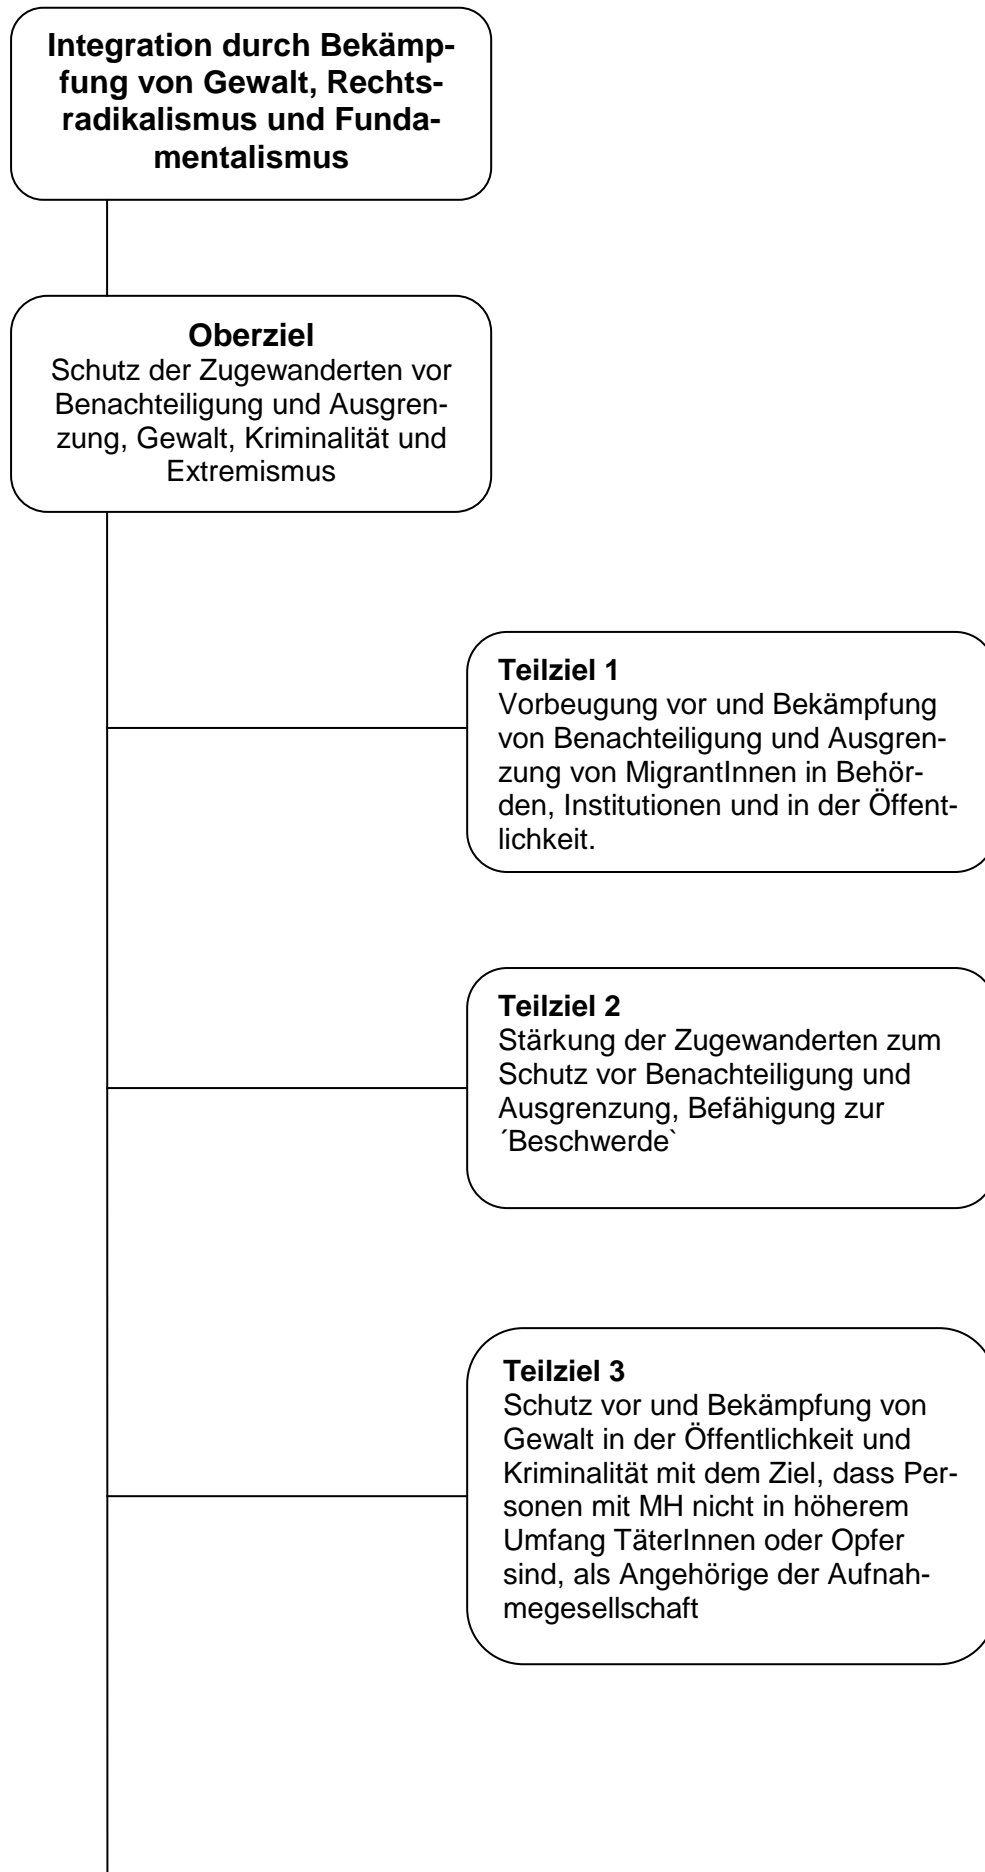 Integration durch Bekämp-
fung von Gewalt, Rechts-
radikalismus und Funda-
mentalismus
Oberziel
Schutz der Zugewanderten vor
Benachteiligung und Ausgren-
zung, Gewalt, Kriminalität und
Extremismus
Teilziel 1
Vorbeugung vor und Bekämpfung
von Benachteiligung und Ausgren-
zung von MigrantInnen in Behör-
den, Institutionen und in der Öffent-
lichkeit.
Teilziel 2
Stärkung der Zugewanderten zum
Schutz vor Benachteiligung und
Ausgrenzung, Befähigung zur
´Beschwerde`
Teilziel 3
Schutz vor und Bekämpfung von
Gewalt in der Öffentlichkeit und
Kriminalität mit dem Ziel, dass Per-
sonen mit MH nicht in höherem
Umfang TäterInnen oder Opfer
sind, als Angehörige der Aufnah-
megesellschaft